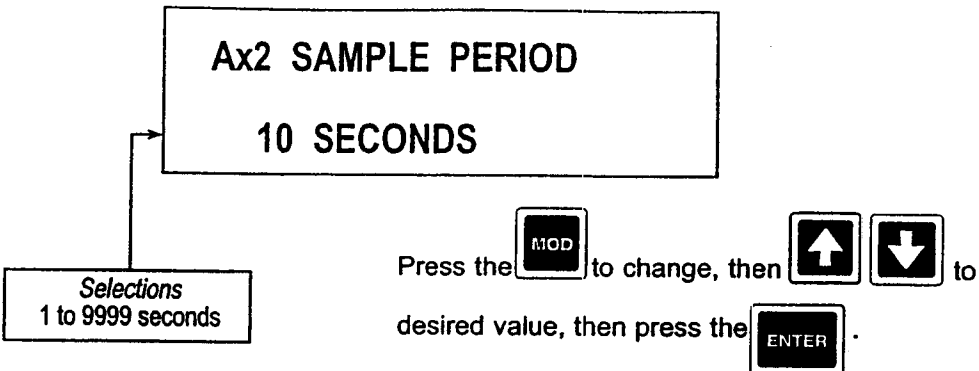 Ax2 SAMPLE PERIOD
10 SECONDS
Selections
1 to 9999 seconds
Press the MOD to change, then to
desired value, then press the ENTER .